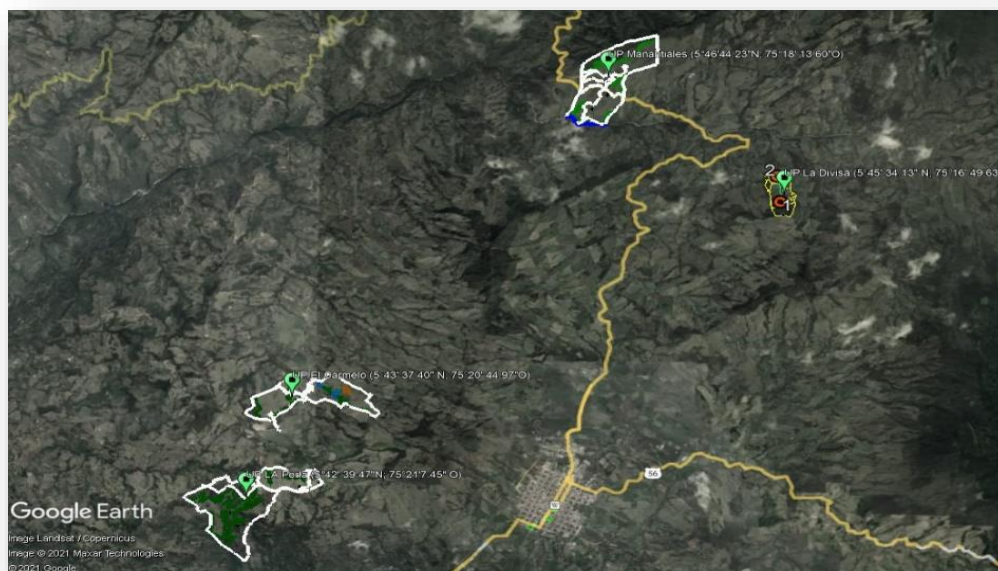 UP Manantiales (5°46'44 23"N; 75°18' 13.60"O)
2
UP La Divisa (5 45' 34 13" N; 75°16' 49 63
1
UP El Carmelo (5 43' 37 40" N; 75 20' 44 97"O)
UP LA 42 39.47"N; 75°21'7.45" O)
56
Google Earth
Image Landsat / Copernicus
Image © 2021 Maxar Technologies
© 2021 Google